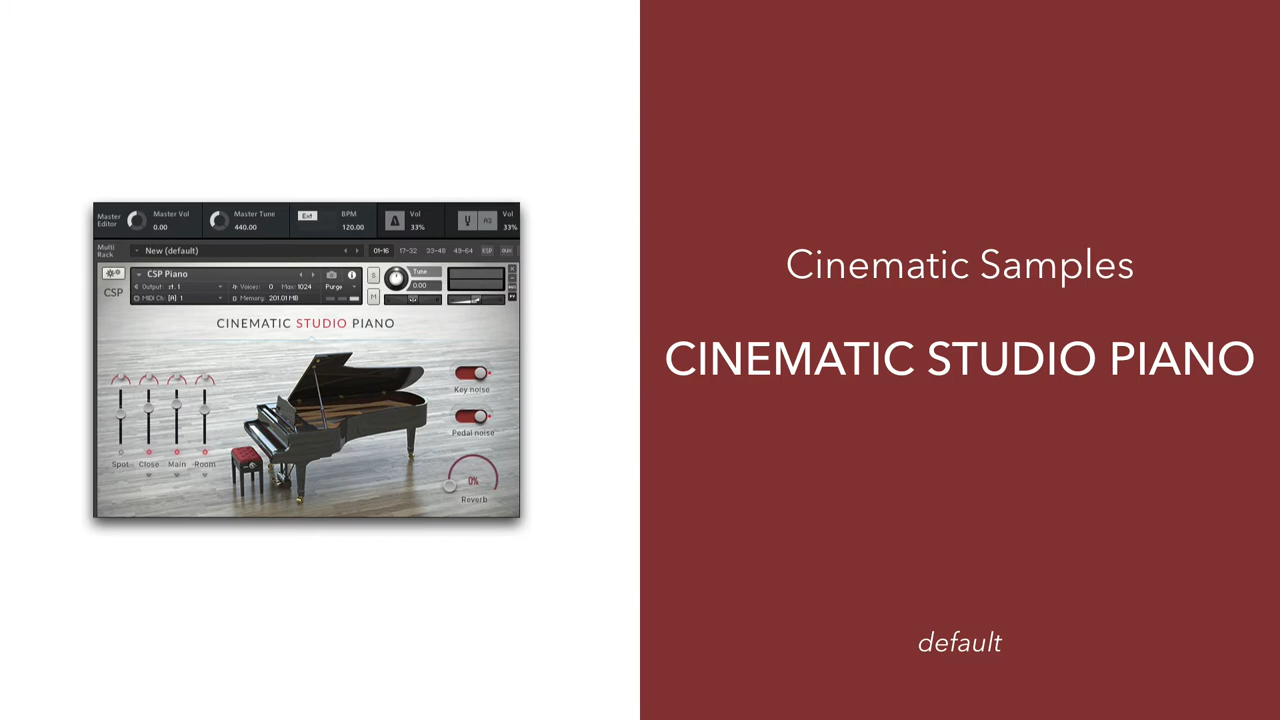 Master Editor
Master Vol
0.00
Master Tune
440.00
Ext
BPM
120.00
Vol
33%
A3
Vol
33%
Multi Rack
New (default)
01-16
17-32
33-48
49-64
KSP
aux
CSP
CSP Piano
Output: st. 1
Voices: 0 Max: 1024
Purge
MIDI Ch: [A] 1
Memory: 201.01 MB
S
M
Tune
0.00
CINEMATIC STUDIO PIANO
Spot
Close
Main
Room
Key noise
Pedal noise
0%
Reverb
Cinematic Samples
CINEMATIC STUDIO PIANO
default